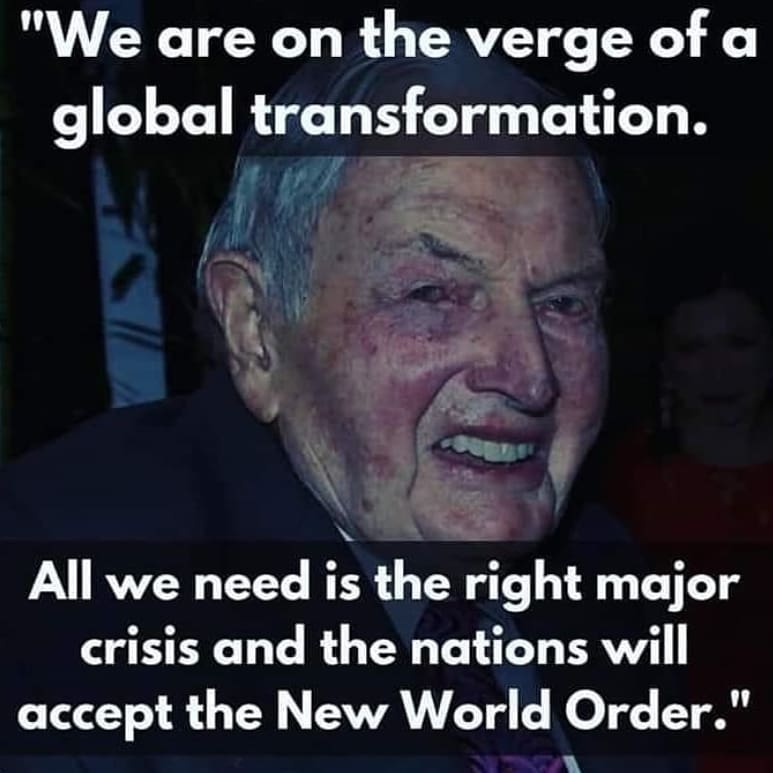 "We are on the verge of a
global transformation.
All we need is the right major
crisis and the nations will
accept the New World Order."